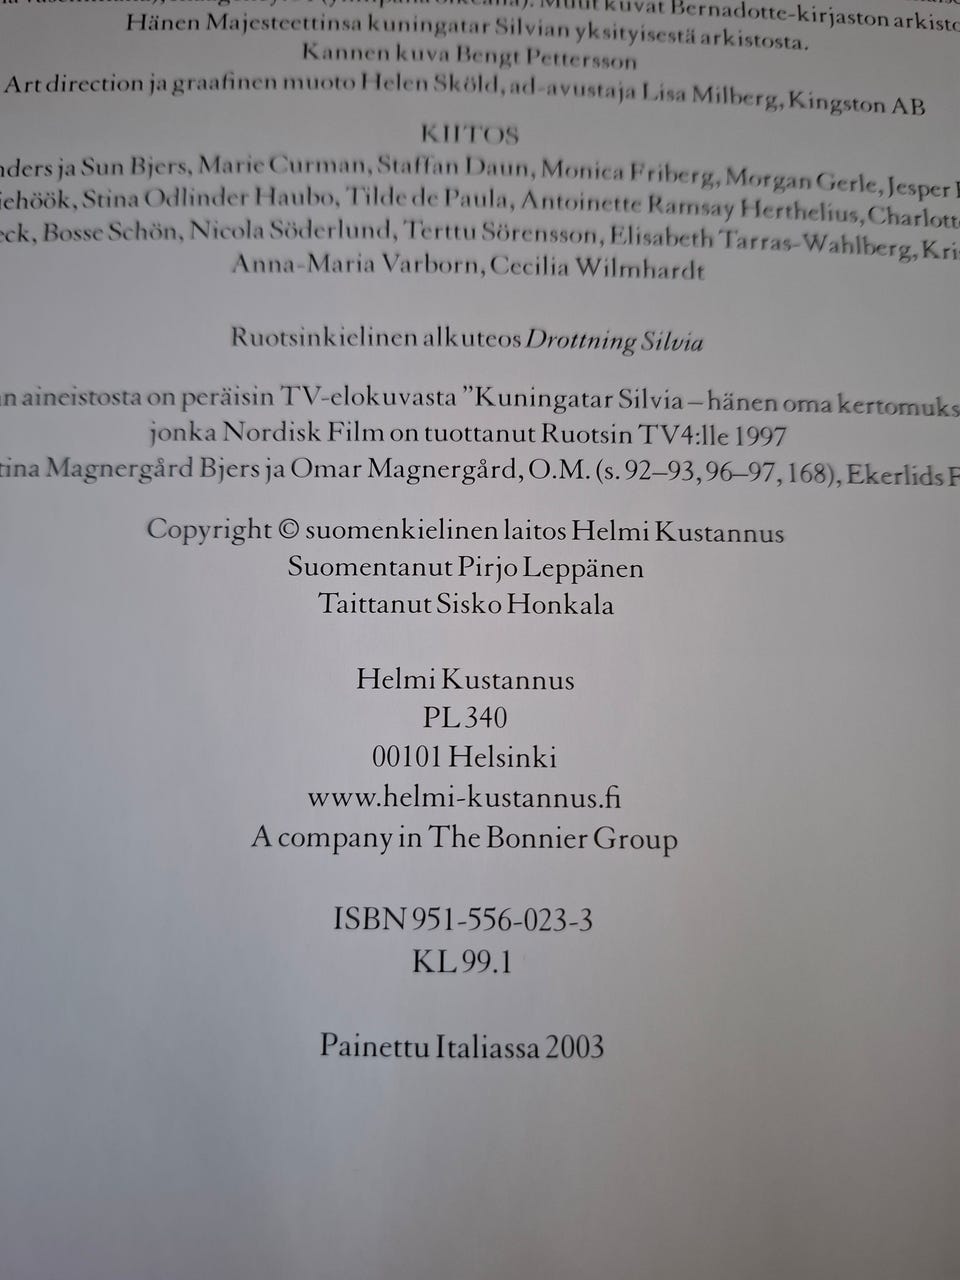 Muut kuvat Bernadotte-kirjaston
Hänen Majesteettinsa kuningatar Silvian yksityisestä arkistosta.
Kannen kuva Bengt Pettersson
Art direction ja graafinen muoto Helen Sköld, ad-avustaja Lisa Milberg, Kingston AB
KIITOS
ja Sun Bjers, Marie Curman, Staffan Daun, Monica Friberg, Morgan Gerle, Jesper
Stina Odlinder Haubo, Tilde de Paula, Antoinette Ramsay Herthelius, Charlotte
Bosse Schön, Nicola Söderlund, Terttu Sörensson, Elisabeth Tarras-Wahlberg,
Anna-Maria Varborn, Cecilia Wilmhardt
Ruotsinkielinen alkuteos Drottning Silvia
aineistosta on peräisin TV-elokuvasta ”Kuningatar Silvia – hänen oma
jonka Nordisk Film on tuottanut Ruotsin TV4:lle 1997
Magnergård Bjers ja Omar Magnergård, O.M. (s. 92–93, 96–97, 168), Ekerlids
Copyright © suomenkielinen laitos Helmi Kustannus
Suomentanut Pirjo Leppänen
Taittanut Sisko Honkala
Helmi Kustannus
PL 340
00101 Helsinki
www.helmi-kustannus.fi
A company in The Bonnier Group
ISBN 951-556-023-3
KL 99.1
Painettu Italiassa 2003